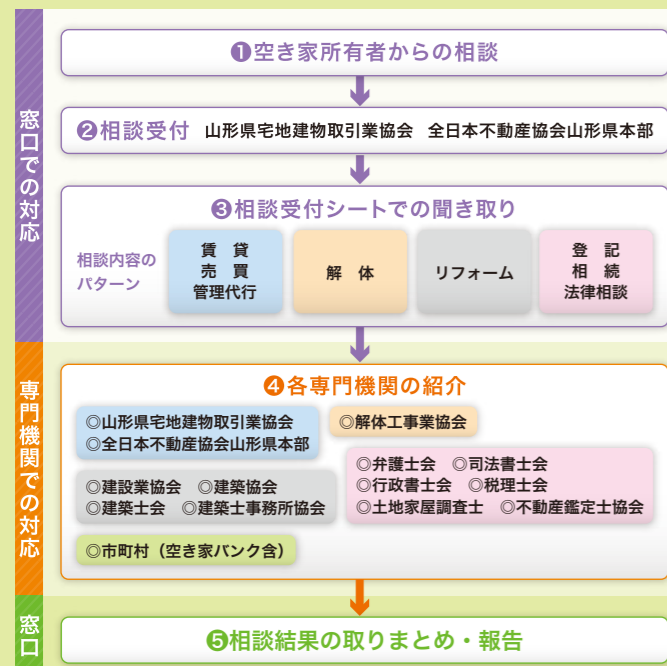 窓口での対応
❶空き家所有者からの相談
❷相談受付 山形県宅地建物取引業協会 全日本不動産協会山形県本部
❸相談受付シートでの聞き取り
相談内容の
パターン
賃 貸
売 買
管理代行
解 体
リフォーム
登 記
相 続
法律相談
専門機関での対応
❹各専門機関の紹介
◎山形県宅地建物取引業協会
◎全日本不動産協会山形県本部
◎解体工事業協会
◎建設業協会 ◎建築協会
◎建築士会 ◎建築士事務所協会
◎弁護士会 ◎司法書士会
◎行政書士会 ◎税理士会
◎土地家屋調査士 ◎不動産鑑定士協会
◎市町村（空き家バンク含）
窓口
❺相談結果の取りまとめ・報告